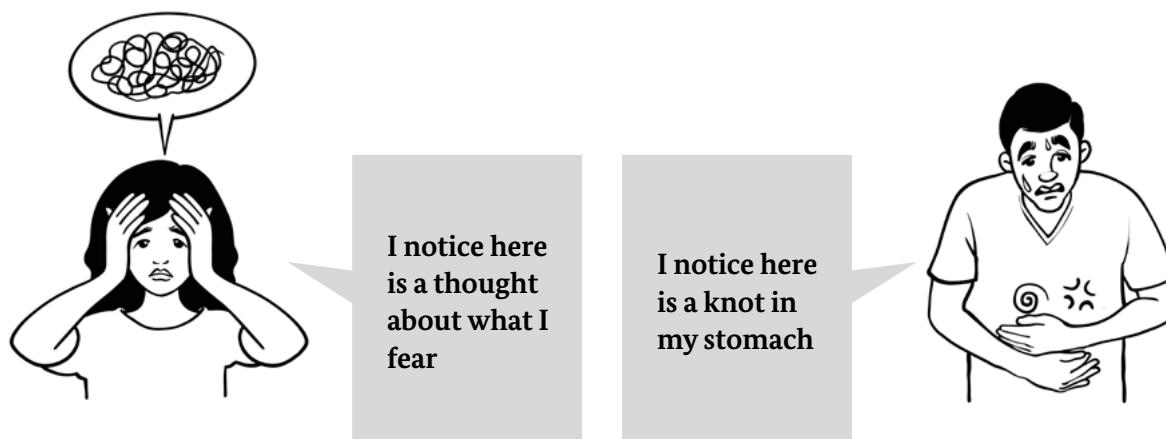 I notice here
is a thought
about what I
fear
I notice here
is a knot in
my stomach